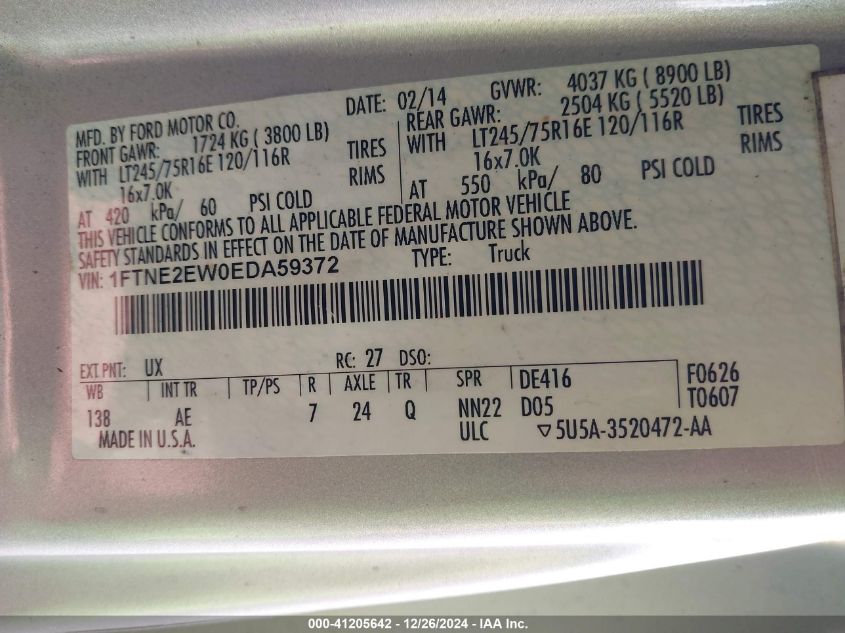 MFD. BY FORD MOTOR CO.
DATE: 02/14 GVWR: 4037 KG ( 8900 LB)
FRONT GAWR: 1724 KG ( 3800 LB)
REAR GAWR: 2504 KG ( 5520 LB)
WITH LT245/75R16E 120/116R TIRES
WITH LT245/75R16E 120/116R TIRES
16x7.0K RIMS
16x7.0K RIMS
AT 420 kPa/ 60 PSI COLD
AT 550 kPa/ 80 PSI COLD
THIS VEHICLE CONFORMS TO ALL APPLICABLE FEDERAL MOTOR VEHICLE
SAFETY STANDARDS IN EFFECT ON THE DATE OF MANUFACTURE SHOWN ABOVE.
VIN: 1FTNE2EW0EDA59372 TYPE: Truck
EXT PNT: UX RC: 27 DSO:
WB INT TR TP/PS R AXLE TR SPR DE416 F0626
138 AE 7 24 Q NN22 D05 T0607
MADE IN U.S.A. ULC ▽5U5A-3520472-AA
000-41205642 - 12/26/2024 - IAA Inc.